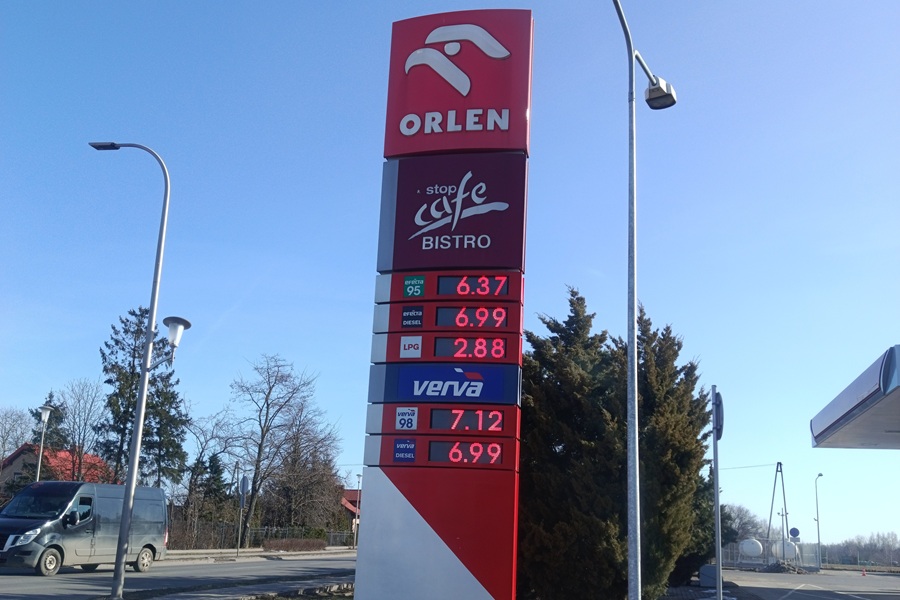 ORLEN
stop
cafe
BISTRO
efecta
95
6.37
efecta
DIESEL
6.99
LPG
2.88
verva
verva
98
7.12
verva
DIESEL
6.99